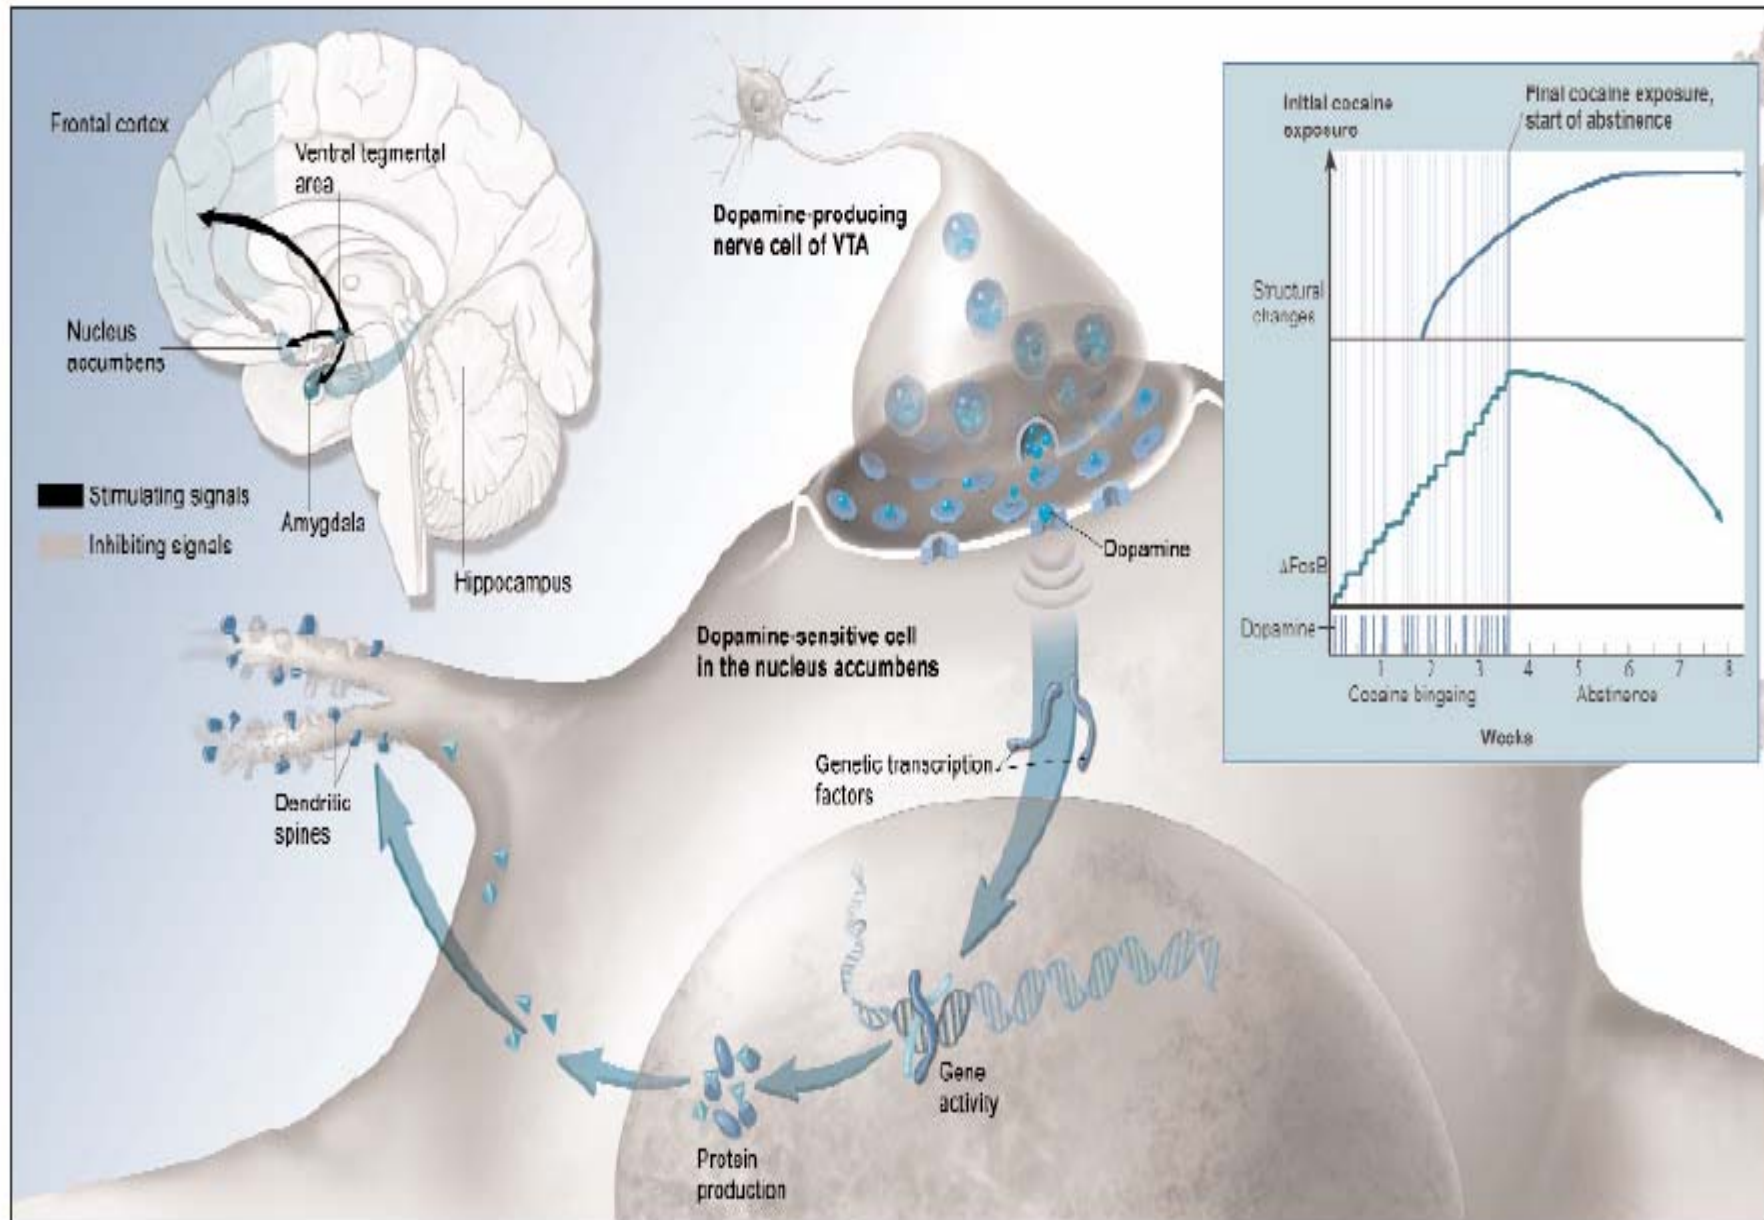 Frontal cortex
Ventral tegmental
area
Nucleus
accumbens
Stimulating signals
Inhibiting signals
Amygdala
Hippocampus
Dopamine-producing
nerve cell of VTA
Dopamine
Dopamine-sensitive cell
in the nucleus accumbens
Genetic transcription
factors
Dendritic
spines
Gene
activity
Protein
production
Initial cocaine
exposure
Final cocaine exposure,
start of abstinence
Structural
changes
ΔFosB
Dopamine
1 2 3 4 5 6 7 8
Cocaine bingeing Abstinence
Weeks